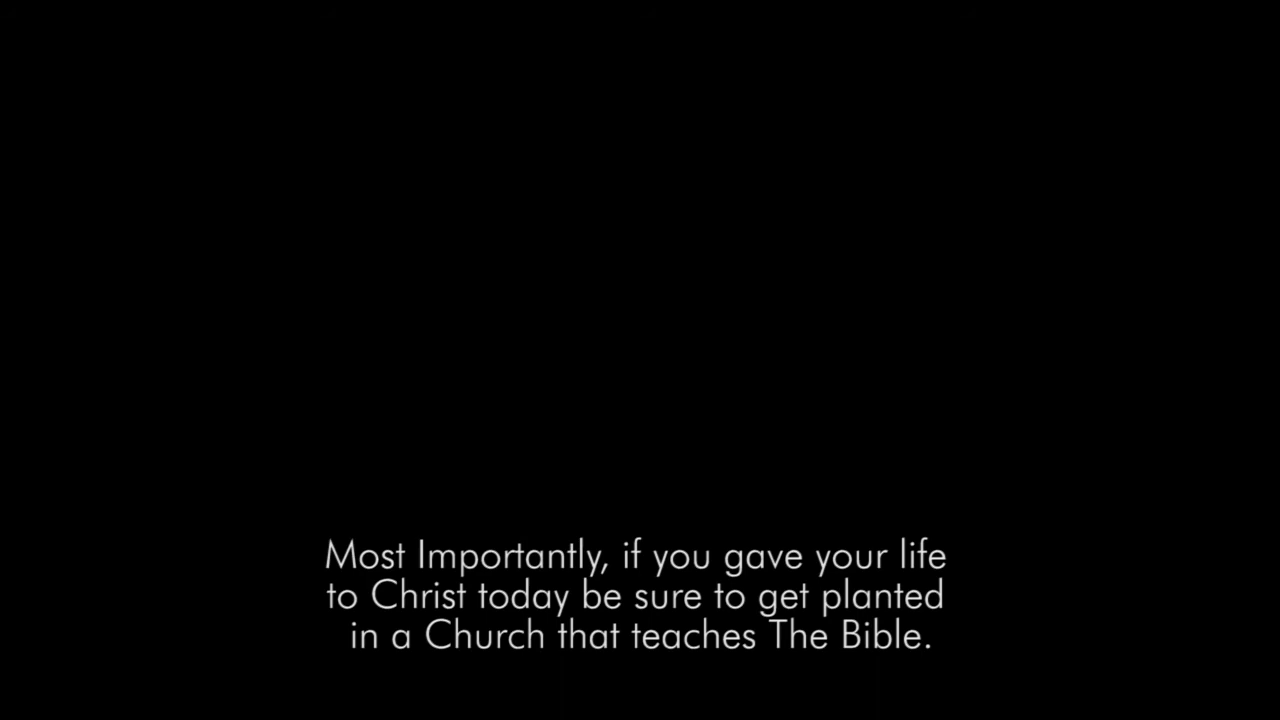 Most Importantly, if you gave your life
to Christ today be sure to get planted
in a Church that teaches The Bible.